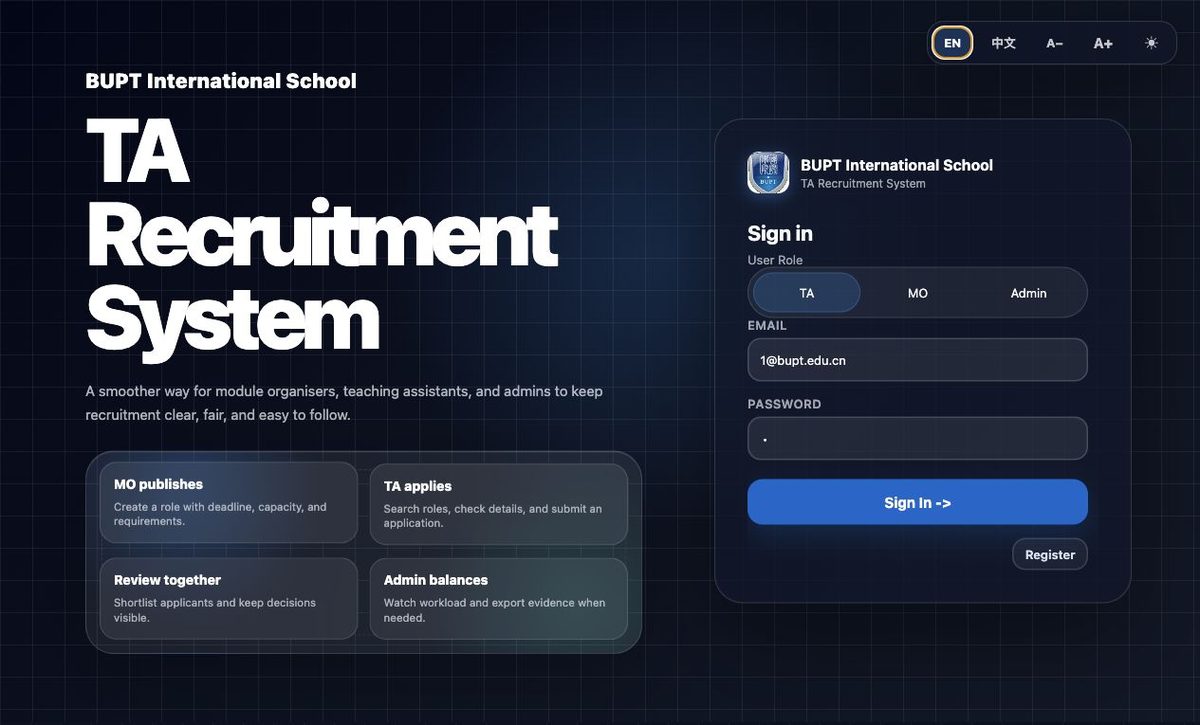 EN 中文 A− A+
BUPT International School
TA
Recruitment
System
A smoother way for module organisers, teaching assistants, and admins to keep
recruitment clear, fair, and easy to follow.
MO publishes
Create a role with deadline, capacity, and
requirements.
TA applies
Search roles, check details, and submit an
application.
Review together
Shortlist applicants and keep decisions
visible.
Admin balances
Watch workload and export evidence when
needed.
BUPT
BUPT International School
TA Recruitment System
Sign in
User Role
TA MO Admin
EMAIL
1@bupt.edu.cn
PASSWORD
•
Sign In ->
Register